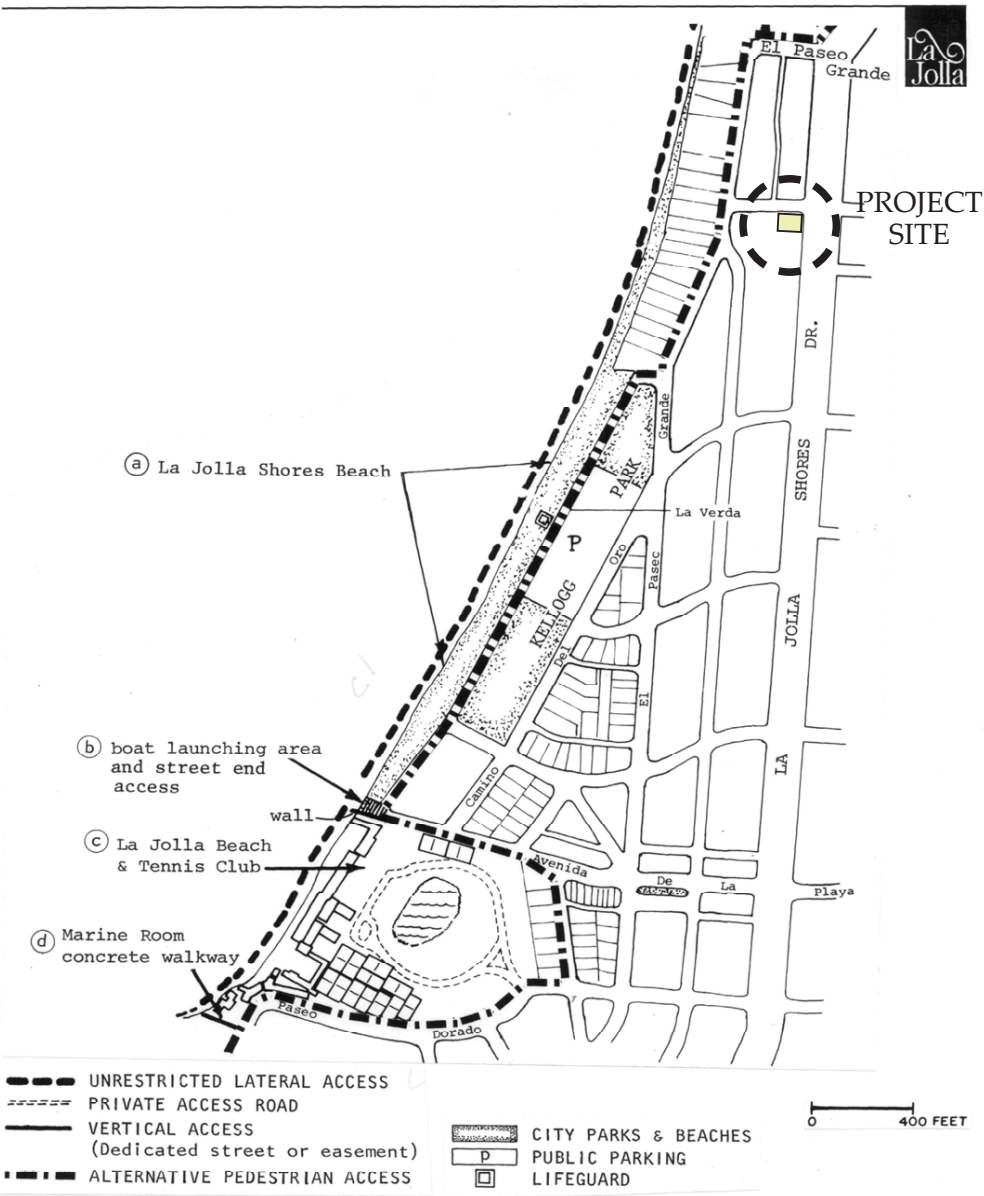 El Paseo
Grande
La
Jolla
PROJECT
SITE
DR.
Grande
SHORES
ⓐ La Jolla Shores Beach
PARK
La Verda
P
Oro
Pasec
KELLOGG
JOLLA
Del
El
ⓑ boat launching area
and street end
access
LA
Camino
wall
ⓒ La Jolla Beach
& Tennis Club
Avenida
De
La
Playa
ⓓ Marine Room
concrete walkway
Paseo
Dorado
UNRESTRICTED LATERAL ACCESS
PRIVATE ACCESS ROAD
VERTICAL ACCESS
(Dedicated street or easement)
ALTERNATIVE PEDESTRIAN ACCESS
CITY PARKS & BEACHES
P PUBLIC PARKING
LIFEGUARD
0 400 FEET